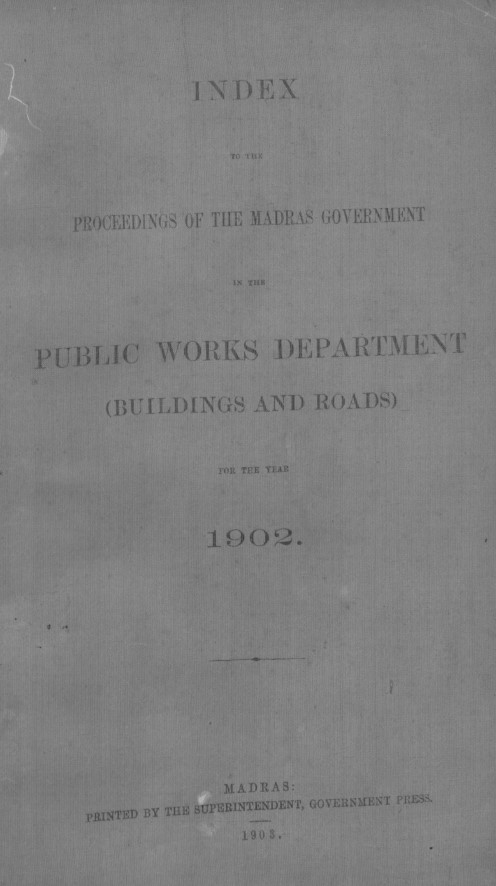 INDEX
TO THE
PROCEEDINGS OF THE MADRAS GOVERNMENT
IN THE
PUBLIC WORKS DEPARTMENT
(BUILDINGS AND ROADS)
FOR THE YEAR
1902.
MADRAS:
PRINTED BY THE SUPERINTENDENT, GOVERNMENT PRESS.
1903.